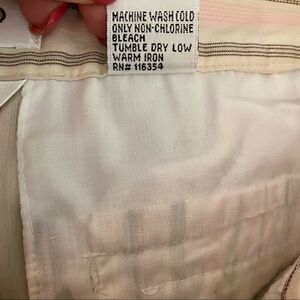 MACHINE WASH COLD
ONLY NON-CHLORINE
BLEACH
TUMBLE DRY LOW
WARM IRON
RN# 116354